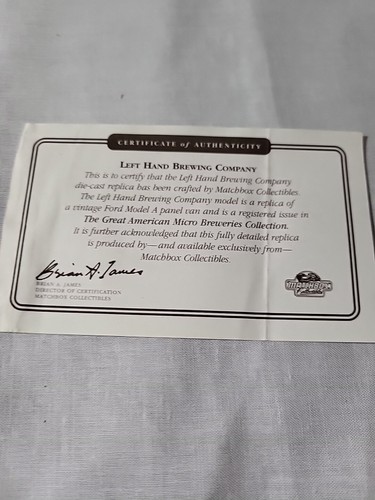 CERTIFICATE of AUTHENTICITY
LEFT HAND BREWING COMPANY
This is to certify that the Left Hand Brewing Company
die-cast replica has been crafted by Matchbox Collectibles.
The Left Hand Brewing Company model is a replica of
a vintage Ford Model A panel van and is a registered issue in
The Great American Micro Breweries Collection.
It is further acknowledged that this fully detailed replica
is produced by—and available exclusively from—
Matchbox Collectibles.
Brian A. James
BRIAN A. JAMES
DIRECTOR OF CERTIFICATION
MATCHBOX COLLECTIBLES
MATCHBOX